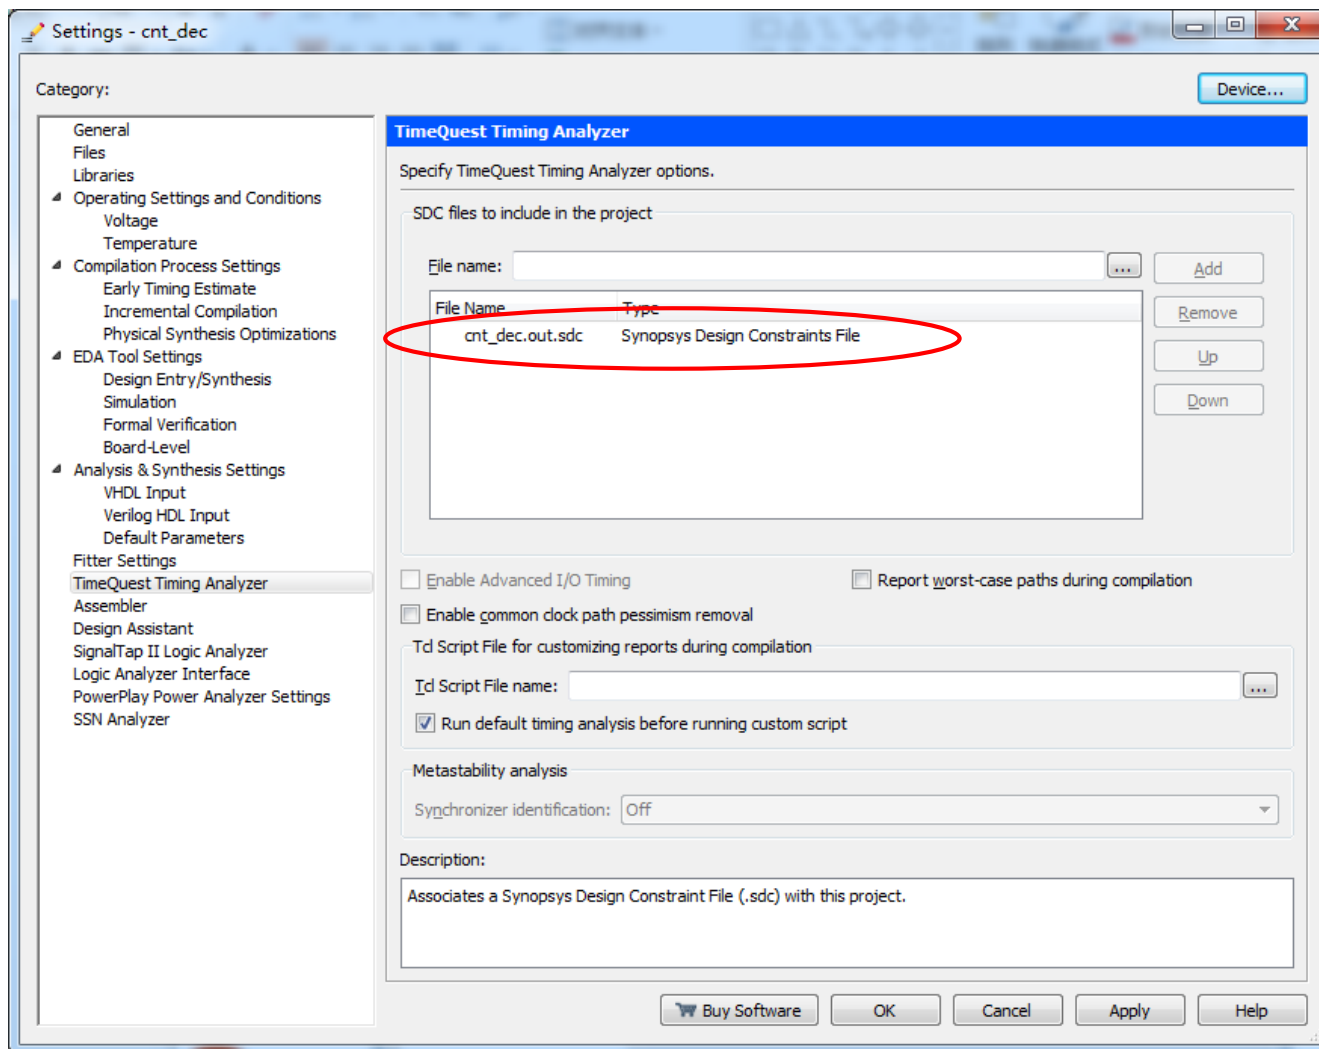 Settings - cnt_dec
Category:
Device...
General
Files
Libraries
Operating Settings and Conditions
Voltage
Temperature
Compilation Process Settings
Early Timing Estimate
Incremental Compilation
Physical Synthesis Optimizations
EDA Tool Settings
Design Entry/Synthesis
Simulation
Formal Verification
Board-Level
Analysis & Synthesis Settings
VHDL Input
Verilog HDL Input
Default Parameters
Fitter Settings
TimeQuest Timing Analyzer
Assembler
Design Assistant
SignalTap II Logic Analyzer
Logic Analyzer Interface
PowerPlay Power Analyzer Settings
SSN Analyzer
TimeQuest Timing Analyzer
Specify TimeQuest Timing Analyzer options.
SDC files to include in the project
File name:
...
Add
File Name Type
Remove
cnt_dec.out.sdc Synopsys Design Constraints File
Up
Down
Enable Advanced I/O Timing
Report worst-case paths during compilation
Enable common clock path pessimism removal
Tcl Script File for customizing reports during compilation
Tcl Script File name:
...
Run default timing analysis before running custom script
Metastability analysis
Synchronizer identification: Off
Description:
Associates a Synopsys Design Constraint File (.sdc) with this project.
Buy Software OK Cancel Apply Help